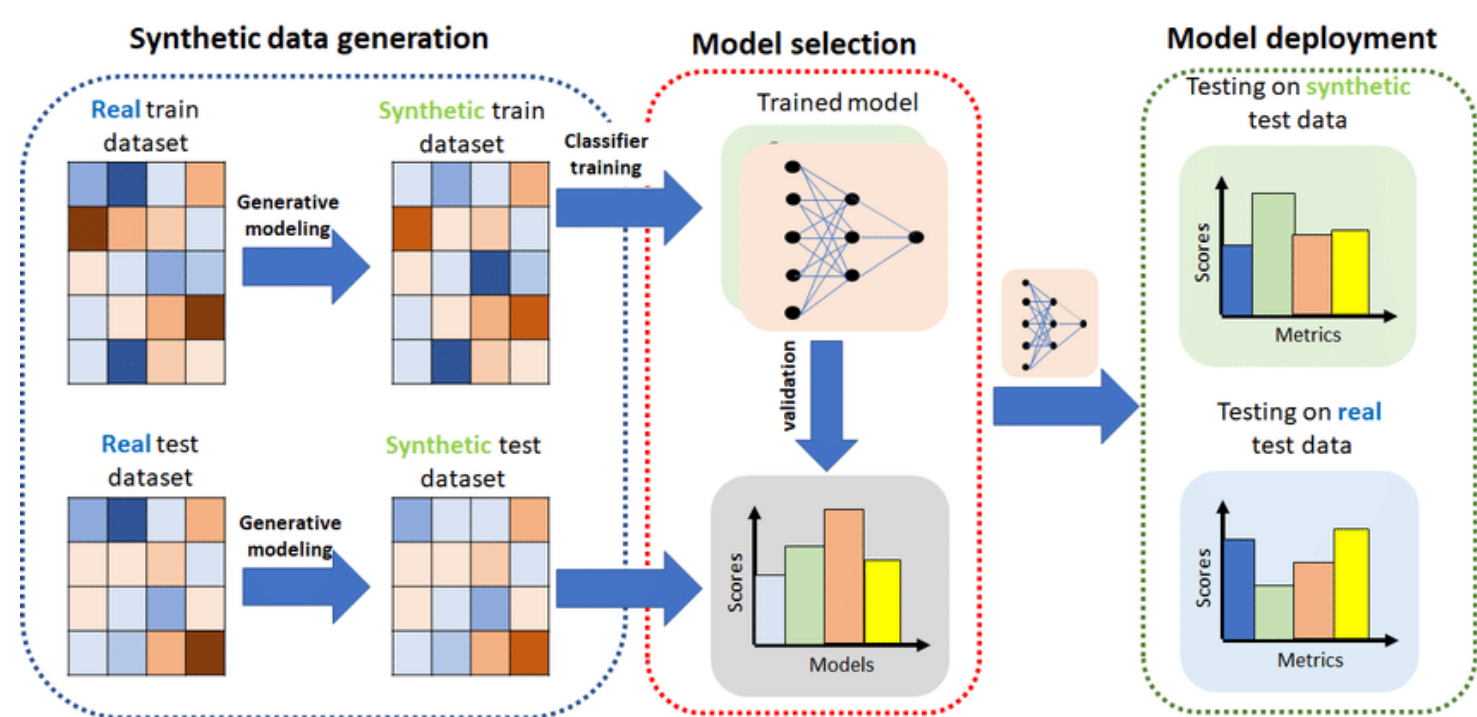 Synthetic data generation
Real train
dataset
Generative
modeling
Synthetic train
dataset
Classifier
training
Real test
dataset
Generative
modeling
Synthetic test
dataset
Model selection
Trained model
validation
Scores
Models
Model deployment
Testing on synthetic
test data
Scores
Metrics
Testing on real
test data
Scores
Metrics